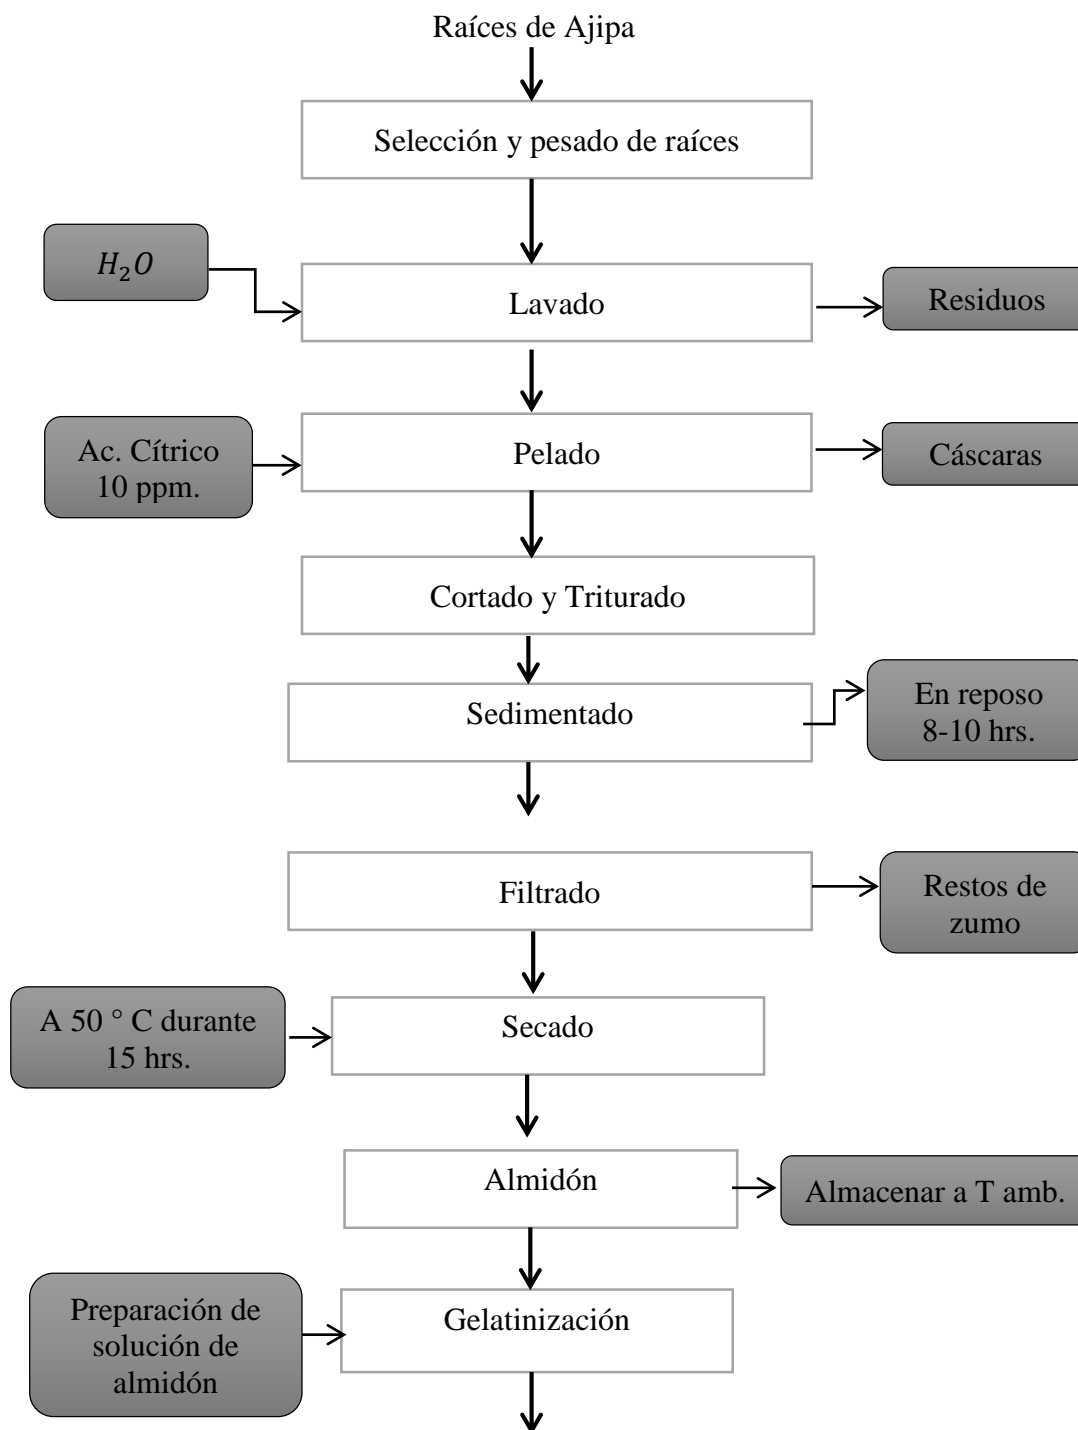 Raíces de Ajipa
Selección y pesado de raíces
H₂O
Lavado
Residuos
Ac. Cítrico
10 ppm.
Pelado
Cáscaras
Cortado y Triturado
Sedimentado
En reposo
8-10 hrs.
Filtrado
Restos de
zumo
A 50 ° C durante
15 hrs.
Secado
Almidón
Almacenar a T amb.
Preparación de
solución de
almidón
Gelatinización